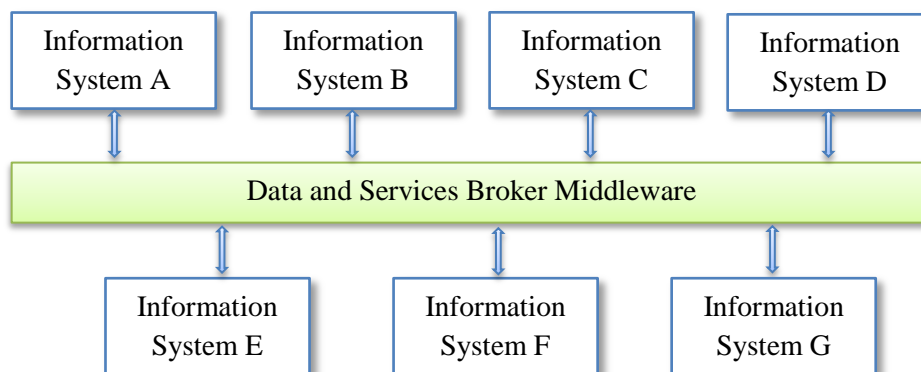 Information
System A
Information
System B
Information
System C
Information
System D
Data and Services Broker Middleware
Information
System E
Information
System F
Information
System G